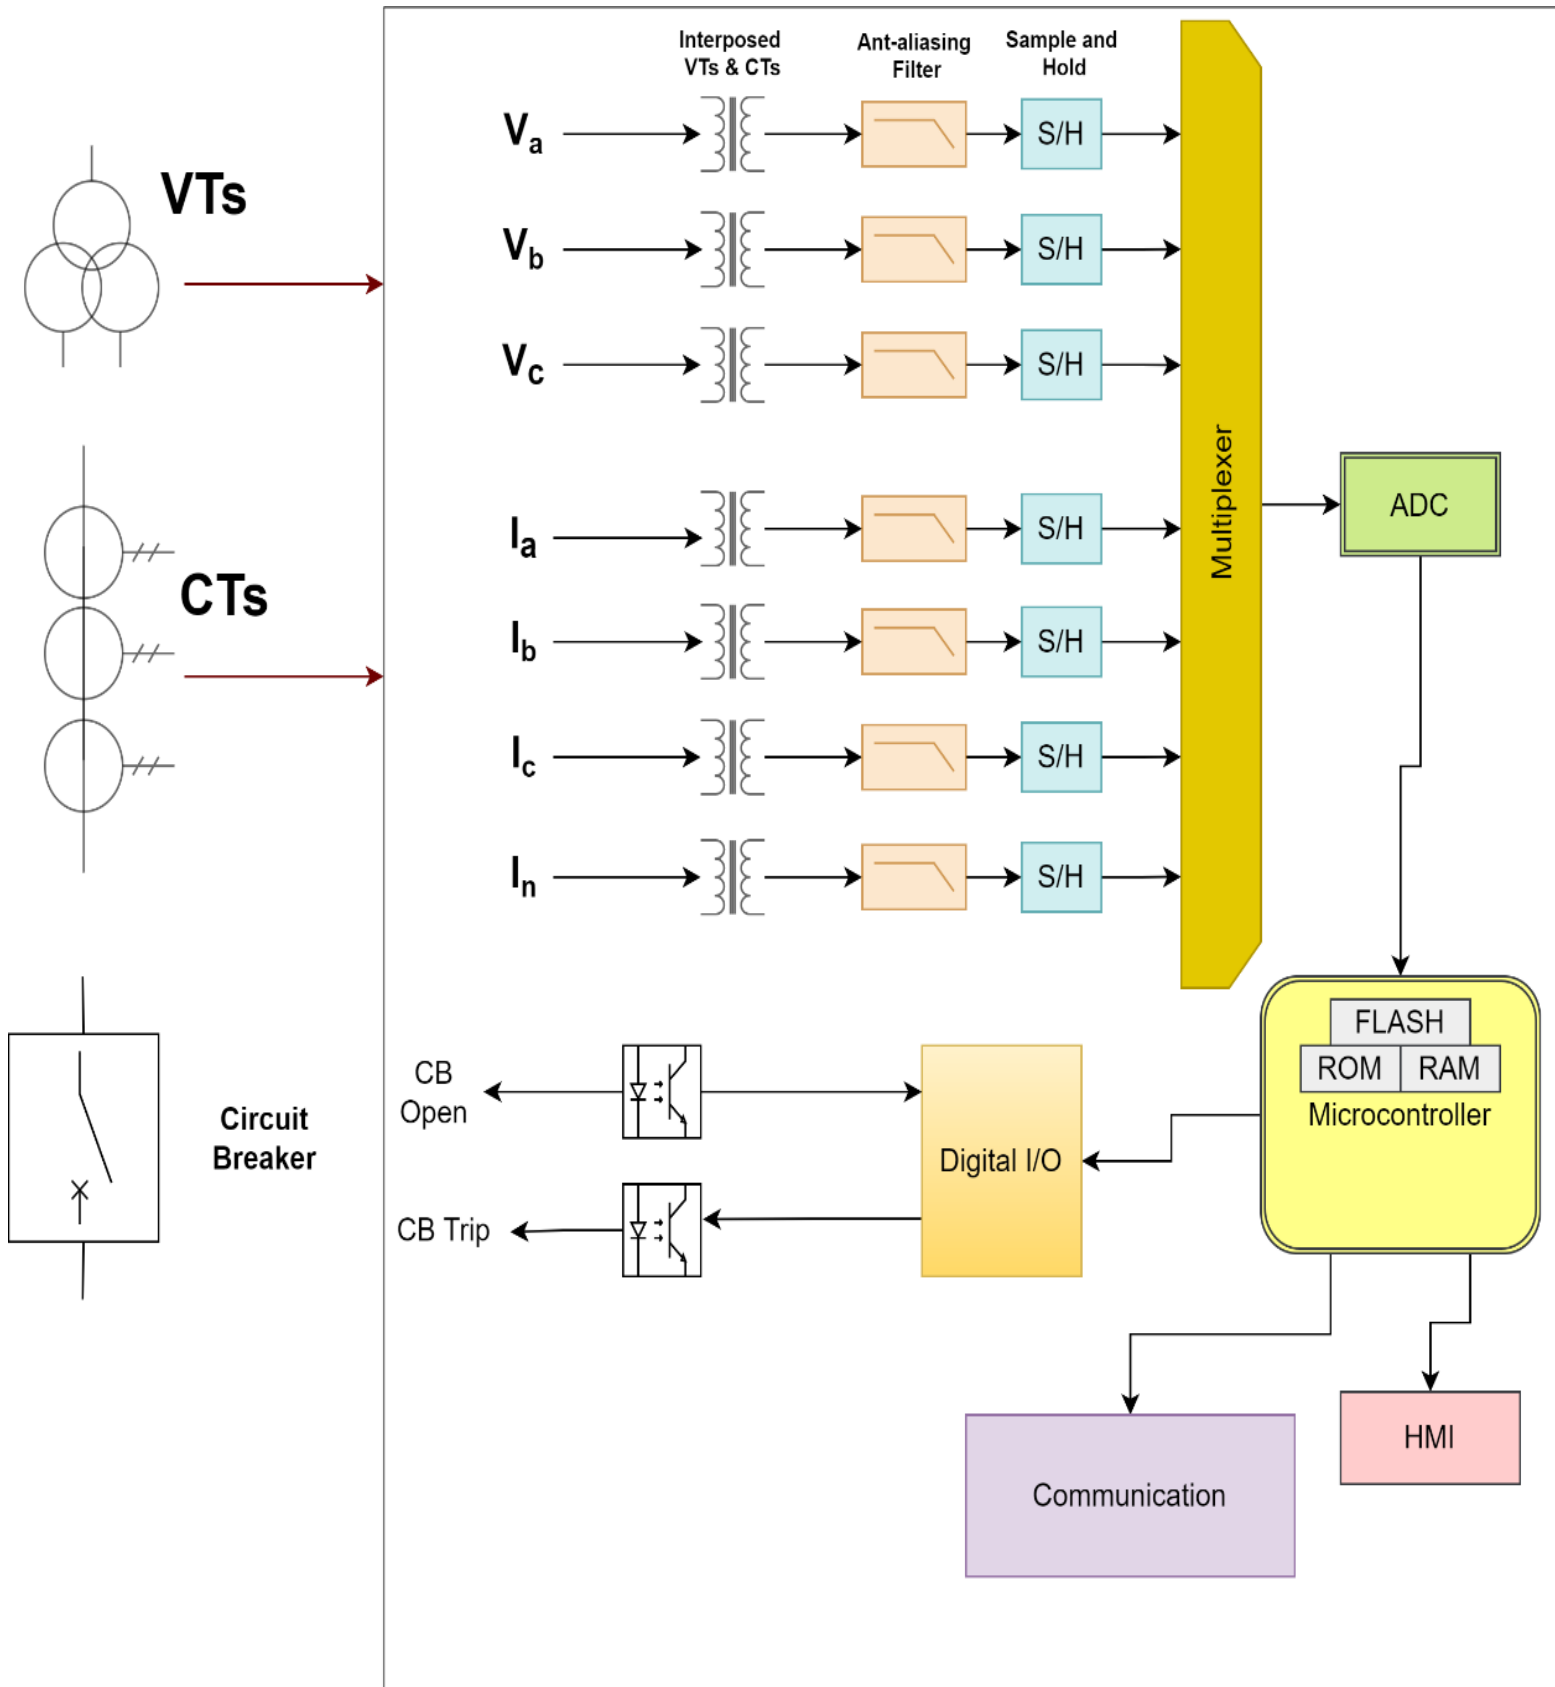 Interposed
VTs & CTs
Ant-aliasing
Filter
Sample and
Hold
VTs
Va
S/H
Vb
S/H
Vc
S/H
CTs
Ia
S/H
Ib
S/H
Ic
S/H
In
S/H
Multiplexer
ADC
FLASH
ROM
RAM
Microcontroller
Circuit
Breaker
CB
Open
CB Trip
Digital I/O
Communication
HMI